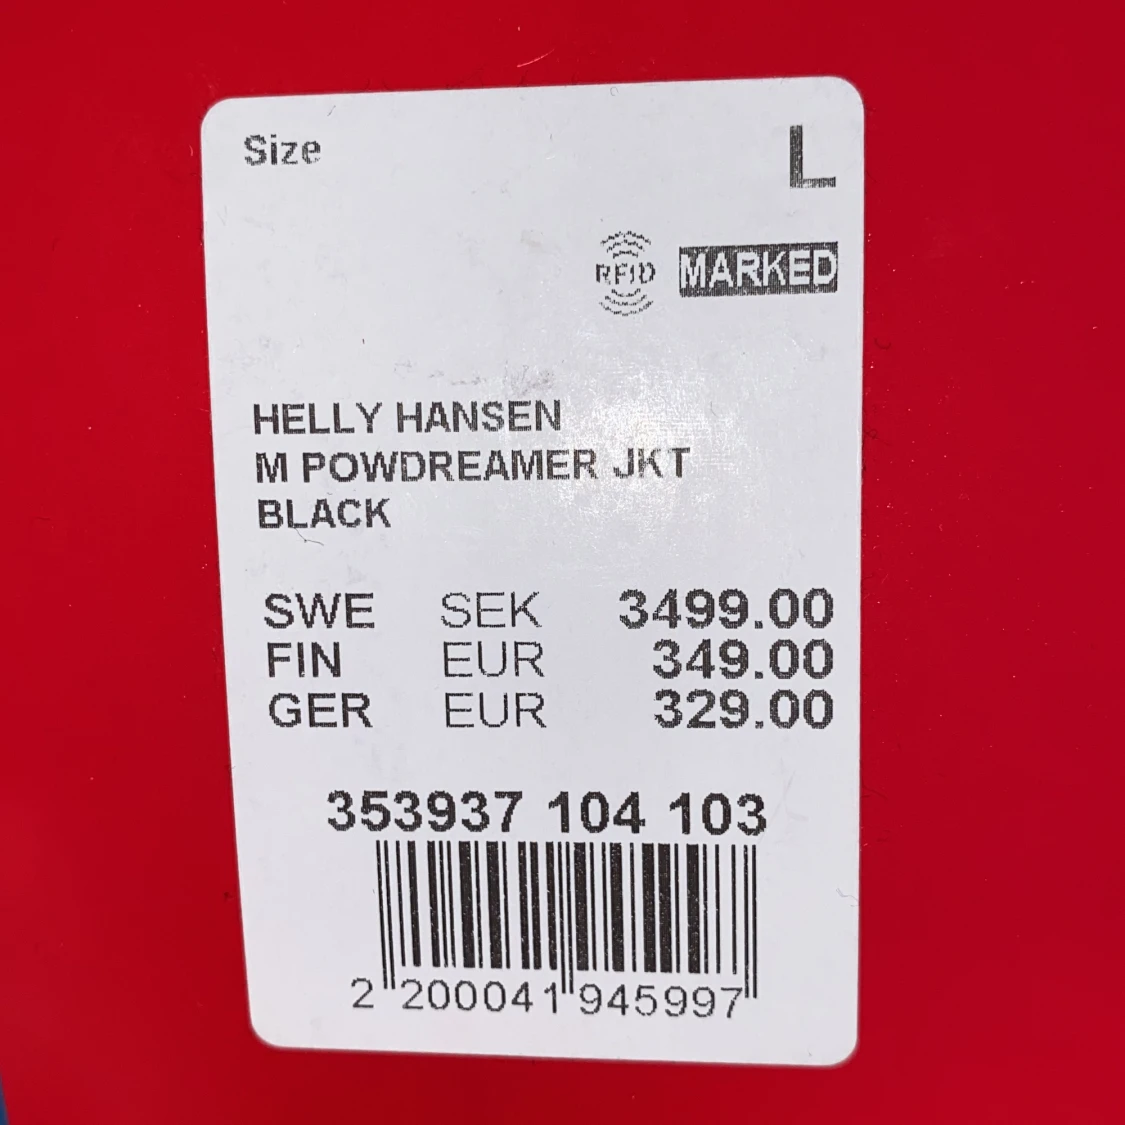 Size L
RFID MARKED
HELLY HANSEN
M POWDREAMER JKT
BLACK
SWE SEK 3499.00
FIN EUR 349.00
GER EUR 329.00
353937 104 103
2 200041 945997